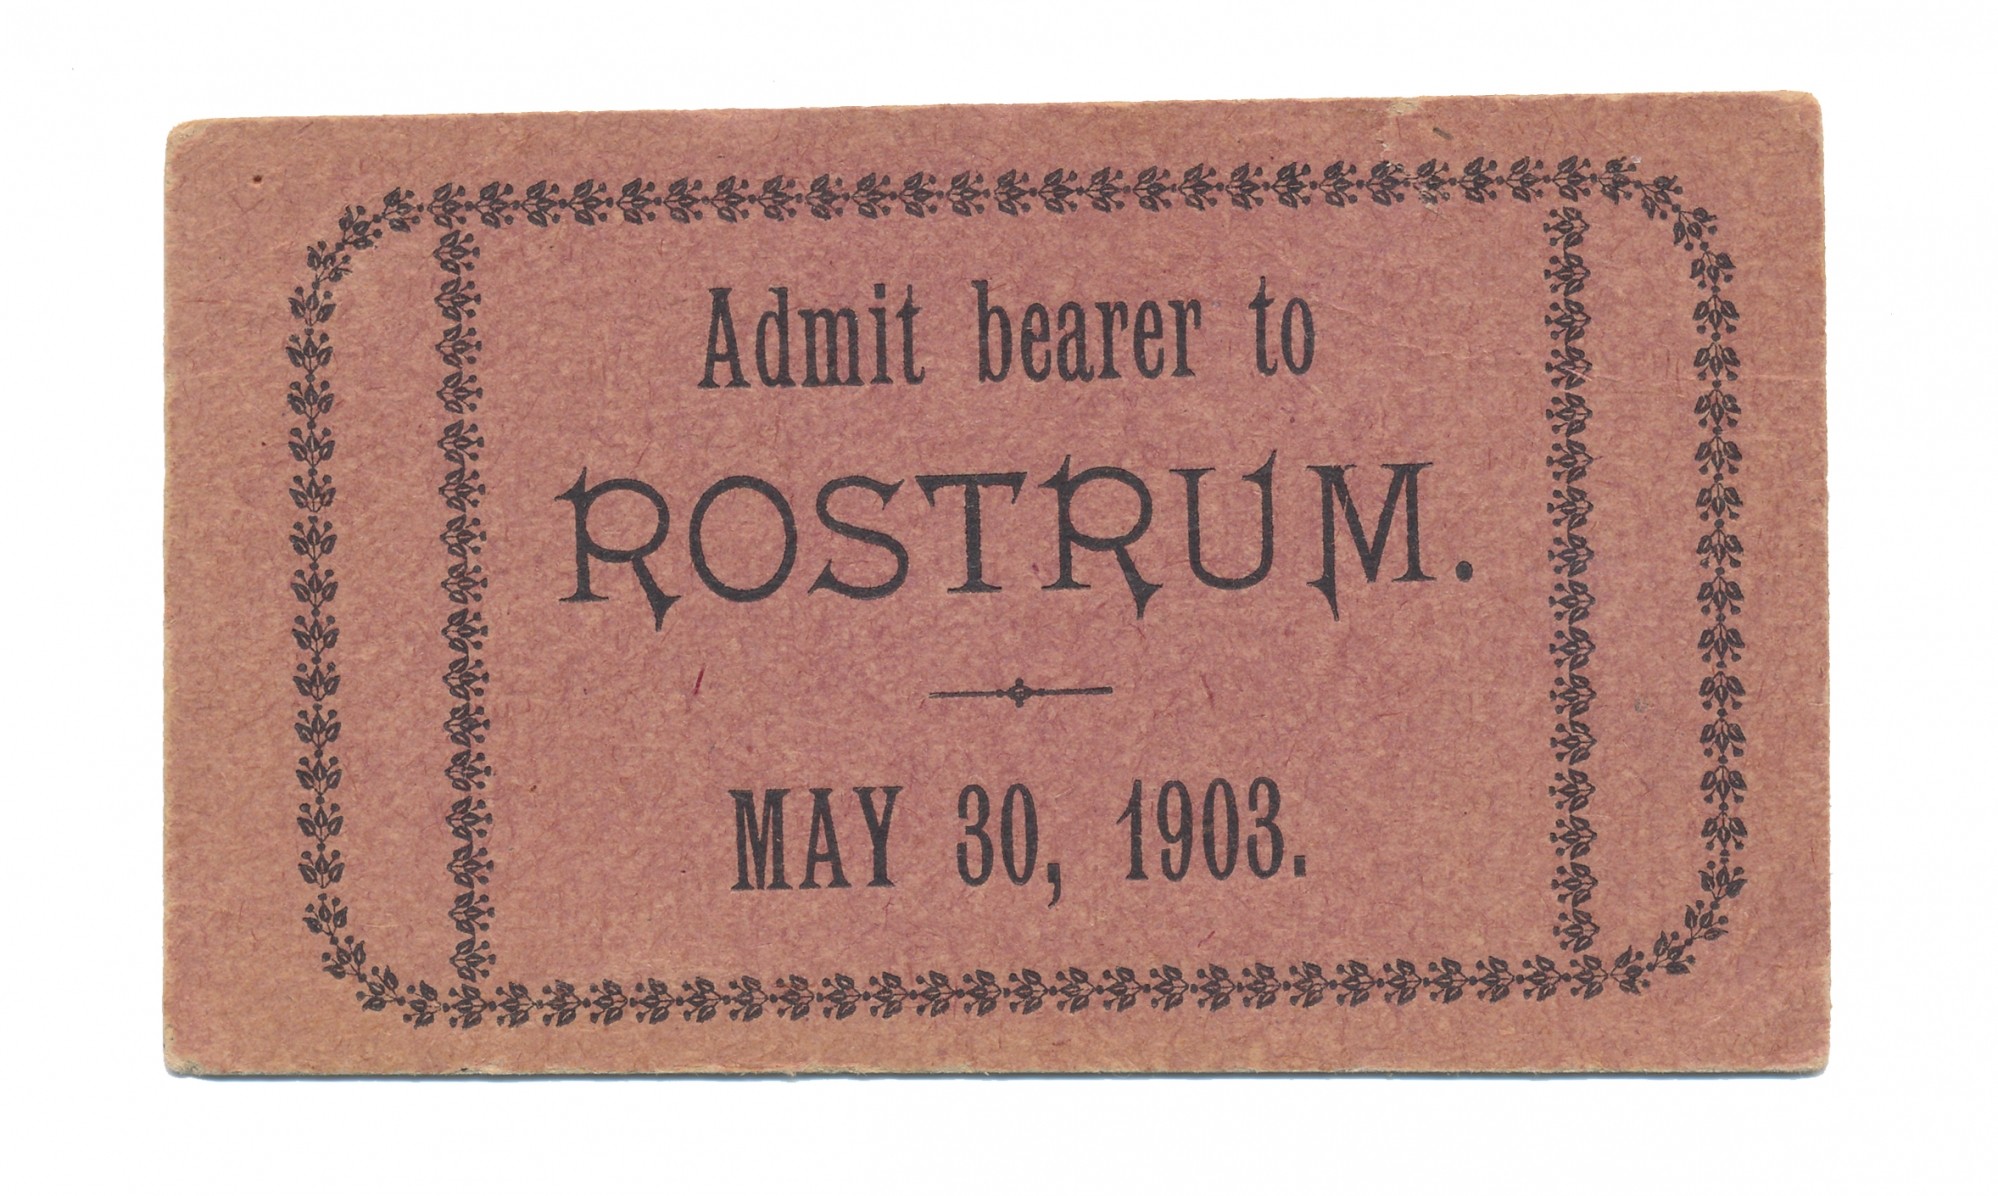 Admit bearer to
ROSTRUM.
MAY 30, 1903.